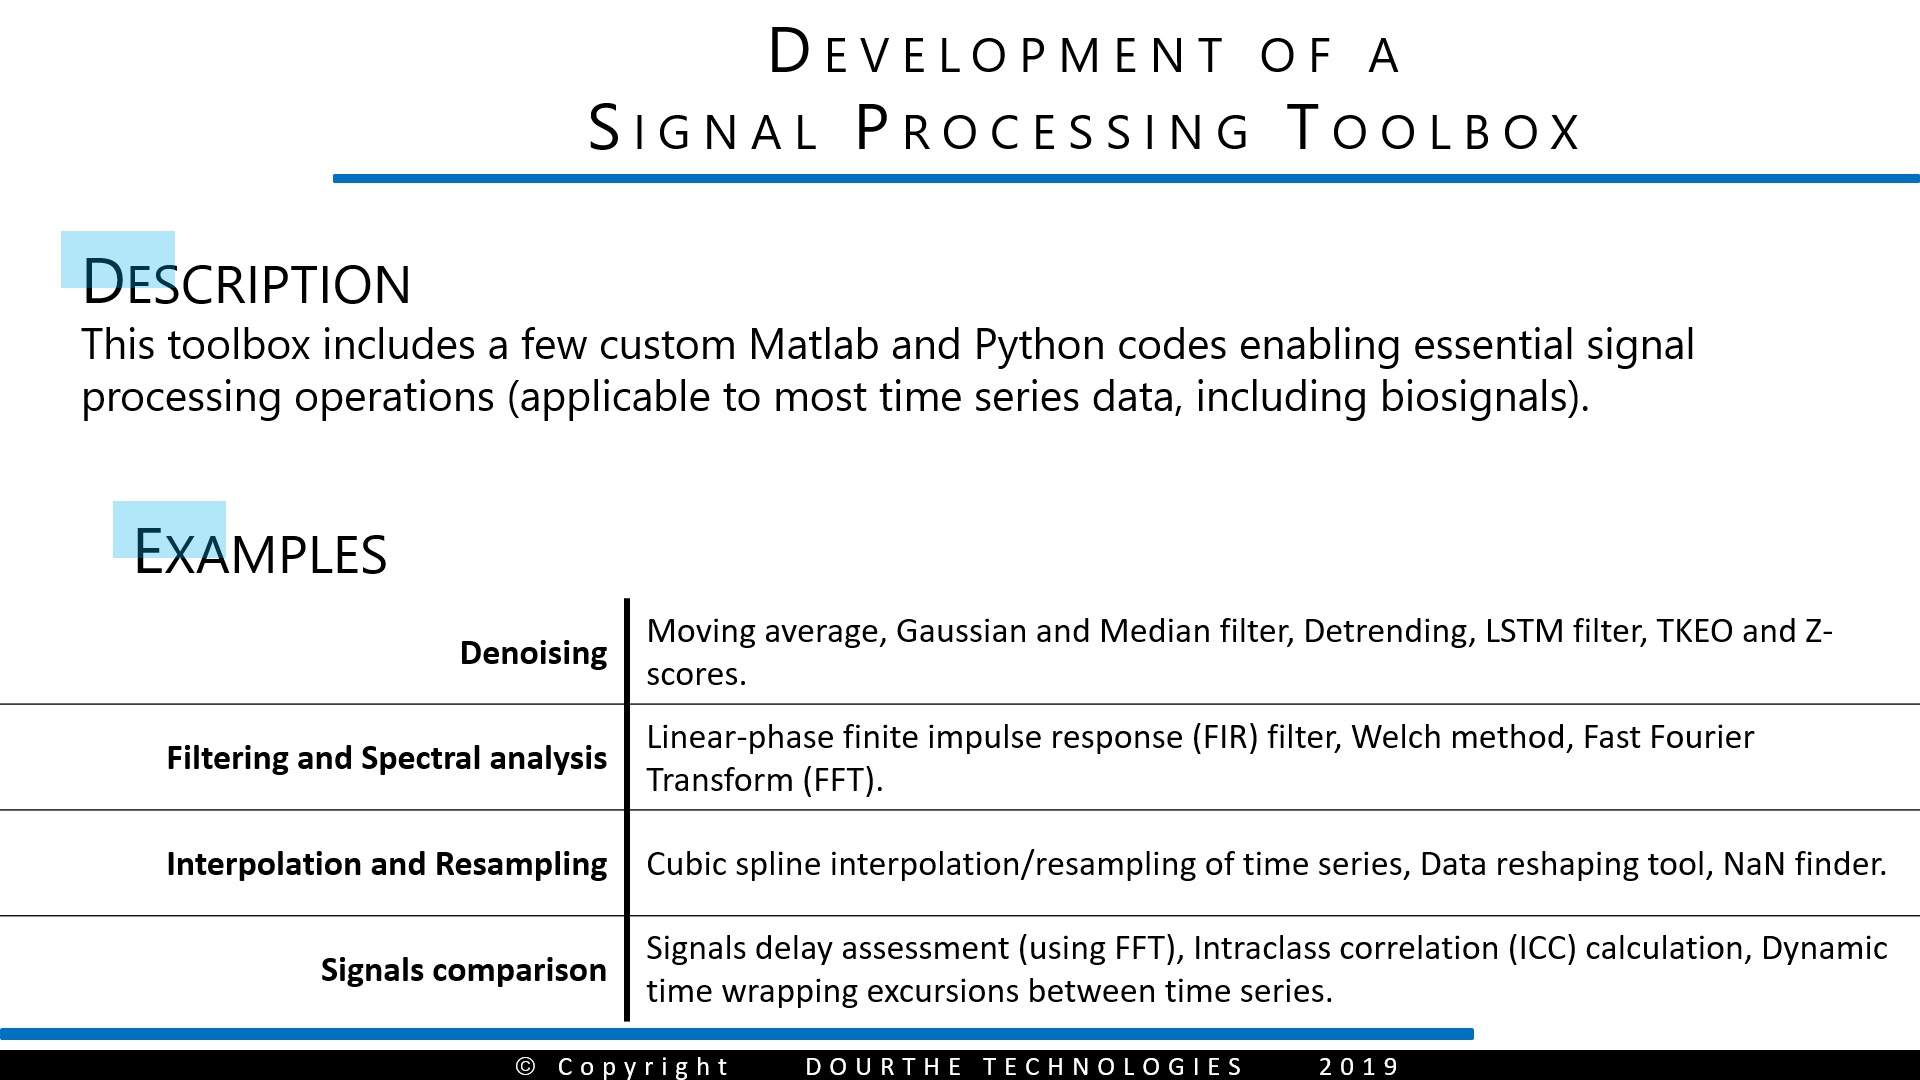 Development of a
Signal Processing Toolbox
Description
This toolbox includes a few custom Matlab and Python codes enabling essential signal
processing operations (applicable to most time series data, including biosignals).
Examples
Denoising
Moving average, Gaussian and Median filter, Detrending, LSTM filter, TKEO and Z-
scores.
Filtering and Spectral analysis
Linear-phase finite impulse response (FIR) filter, Welch method, Fast Fourier
Transform (FFT).
Interpolation and Resampling
Cubic spline interpolation/resampling of time series, Data reshaping tool, NaN finder.
Signals comparison
Signals delay assessment (using FFT), Intraclass correlation (ICC) calculation, Dynamic
time wrapping excursions between time series.
© Copyright DOURTHE TECHNOLOGIES 2019